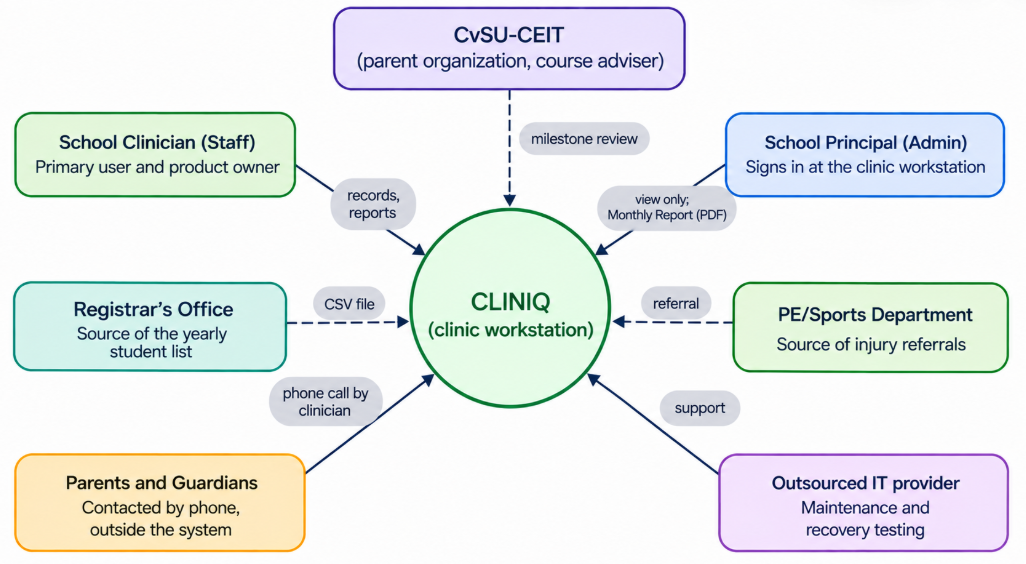 CvSU-CEIT
(parent organization, course adviser)
milestone review
School Clinician (Staff)
Primary user and product owner
records,
reports
School Principal (Admin)
Signs in at the clinic workstation
view only;
Monthly Report (PDF)
Registrar's Office
Source of the yearly
student list
CSV file
CLINIQ
(clinic workstation)
referral
PE/Sports Department
Source of injury referrals
phone call by
clinician
support
Parents and Guardians
Contacted by phone,
outside the system
Outsourced IT provider
Maintenance and
recovery testing